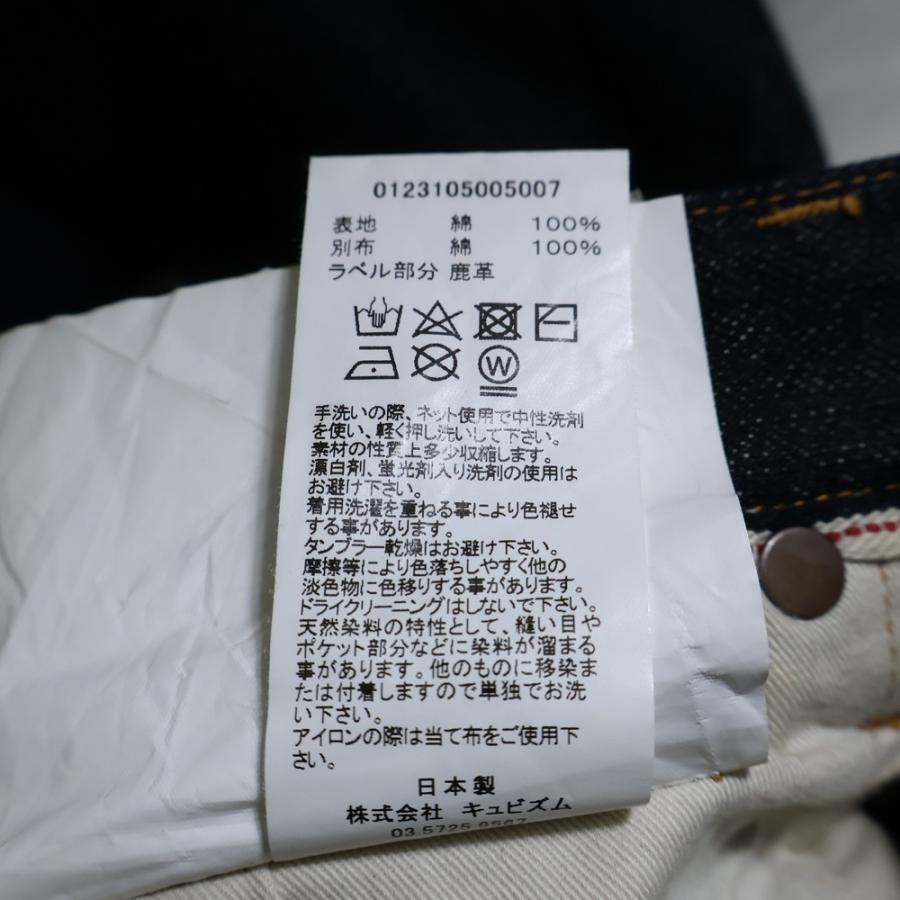 0123105005007
表地 綿 100%
別布 綿 100%
ラベル部分 鹿革
W
手洗いの際、ネット使用で中性洗剤
を使い、軽く押し洗いして下さい。
素材の性質上多少収縮します。
漂白剤、蛍光剤入り洗剤の使用は
お避け下さい。
着用洗濯を重ねる事により色褪せ
する事があります。
タンブラー乾燥はお避け下さい。
摩擦等により色落ちしやすく他の
淡色物に色移りする事があります。
ドライクリーニングはしないで下さい。
天然染料の特性として、縫い目や
ポケット部分などに染料が溜まる
事があります。他のものに移染ま
たは付着しますので単独でお洗
い下さい。
アイロンの際は当て布をご使用下
さい。
日本製
株式会社 キュビズム